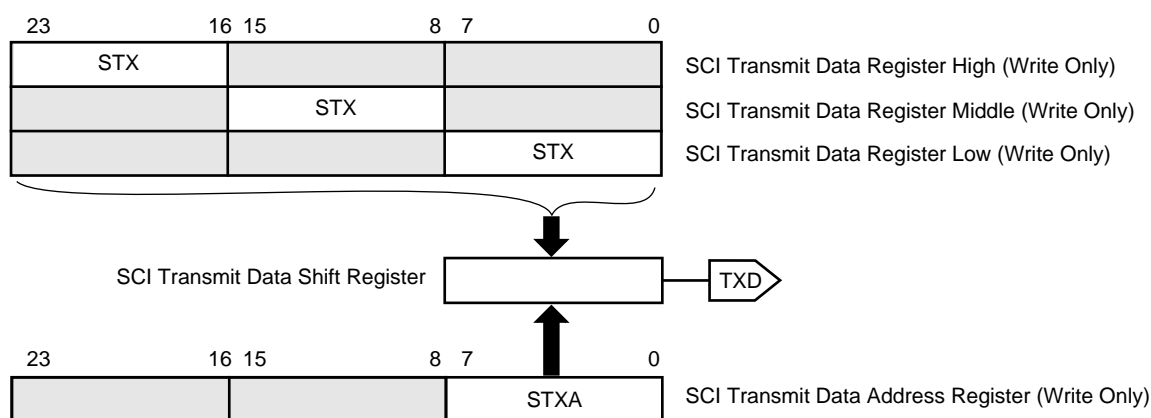 23 16 15 8 7 0
STX SCI Transmit Data Register High (Write Only)
STX SCI Transmit Data Register Middle (Write Only)
STX SCI Transmit Data Register Low (Write Only)
SCI Transmit Data Shift Register TXD
23 16 15 8 7 0
STXA SCI Transmit Data Address Register (Write Only)